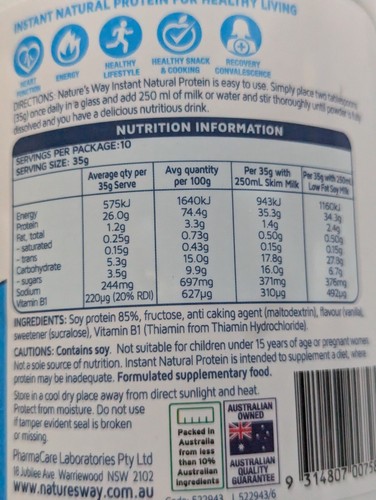 INSTANT NATURAL PROTEIN FOR HEALTHY LIVING
HEART FUNCTION
ENERGY
HEALTHY LIFESTYLE
HEALTHY SNACK & COOKING
RECOVERY CONVALESCENCE
DIRECTIONS: Nature's Way Instant Natural Protein is easy to use. Simply place two
(35g) once daily in a glass and add 250 ml of milk or water and stir thoroughly until powder is
dissolved and you have a delicious nutritious drink.
NUTRITION INFORMATION
SERVINGS PER PACKAGE:10
SERVING SIZE: 35g
Average qty per 35g Serve | Avg quantity per 100g | Per 35g with 250mL Skim Milk | Per 35g with 250mL Low Fat Soy Milk
Energy 575kJ 1640kJ 943kJ 1160kJ
Protein 26.0g 74.4g 35.3g 34.3g
Fat, total 1.2g 3.3g 1.4g 2.4g
- saturated 0.25g 0.73g 0.50g 0.50g
- trans 0.15g 0.43g 0.15g 0.15g
Carbohydrate 5.3g 15.0g 17.8g 27.8g
- sugars 3.5g 9.9g 16.0g 6.7g
Sodium 244mg 697mg 371mg 376mg
Vitamin B1 220µg (20% RDI) 627µg 310µg 492µg
INGREDIENTS: Soy protein 85%, fructose, anti caking agent (maltodextrin), flavour (vanilla),
sweetener (sucralose), Vitamin B1 (Thiamin from Thiamin Hydrochloride).
CAUTIONS: Contains soy. Not suitable for children under 15 years of age or pregnant women.
Not a sole source of nutrition. Instant Natural Protein is intended to supplement a diet, where
protein may be inadequate. Formulated supplementary food.
Store in a cool dry place away from direct sunlight and heat.
Protect from moisture. Do not use
if tamper evident seal is broken
or missing.
PharmaCare Laboratories Pty Ltd
18 Jubilee Ave Warriewood NSW 2102
www.naturesway.com.au
Packed in
Australia
from less
than 10%
Australian
ingredients
AUSTRALIAN
OWNED
AUSTRALIAN
QUALITY
GUARANTEE
9 314807 0075
Code: 522943 522943/6